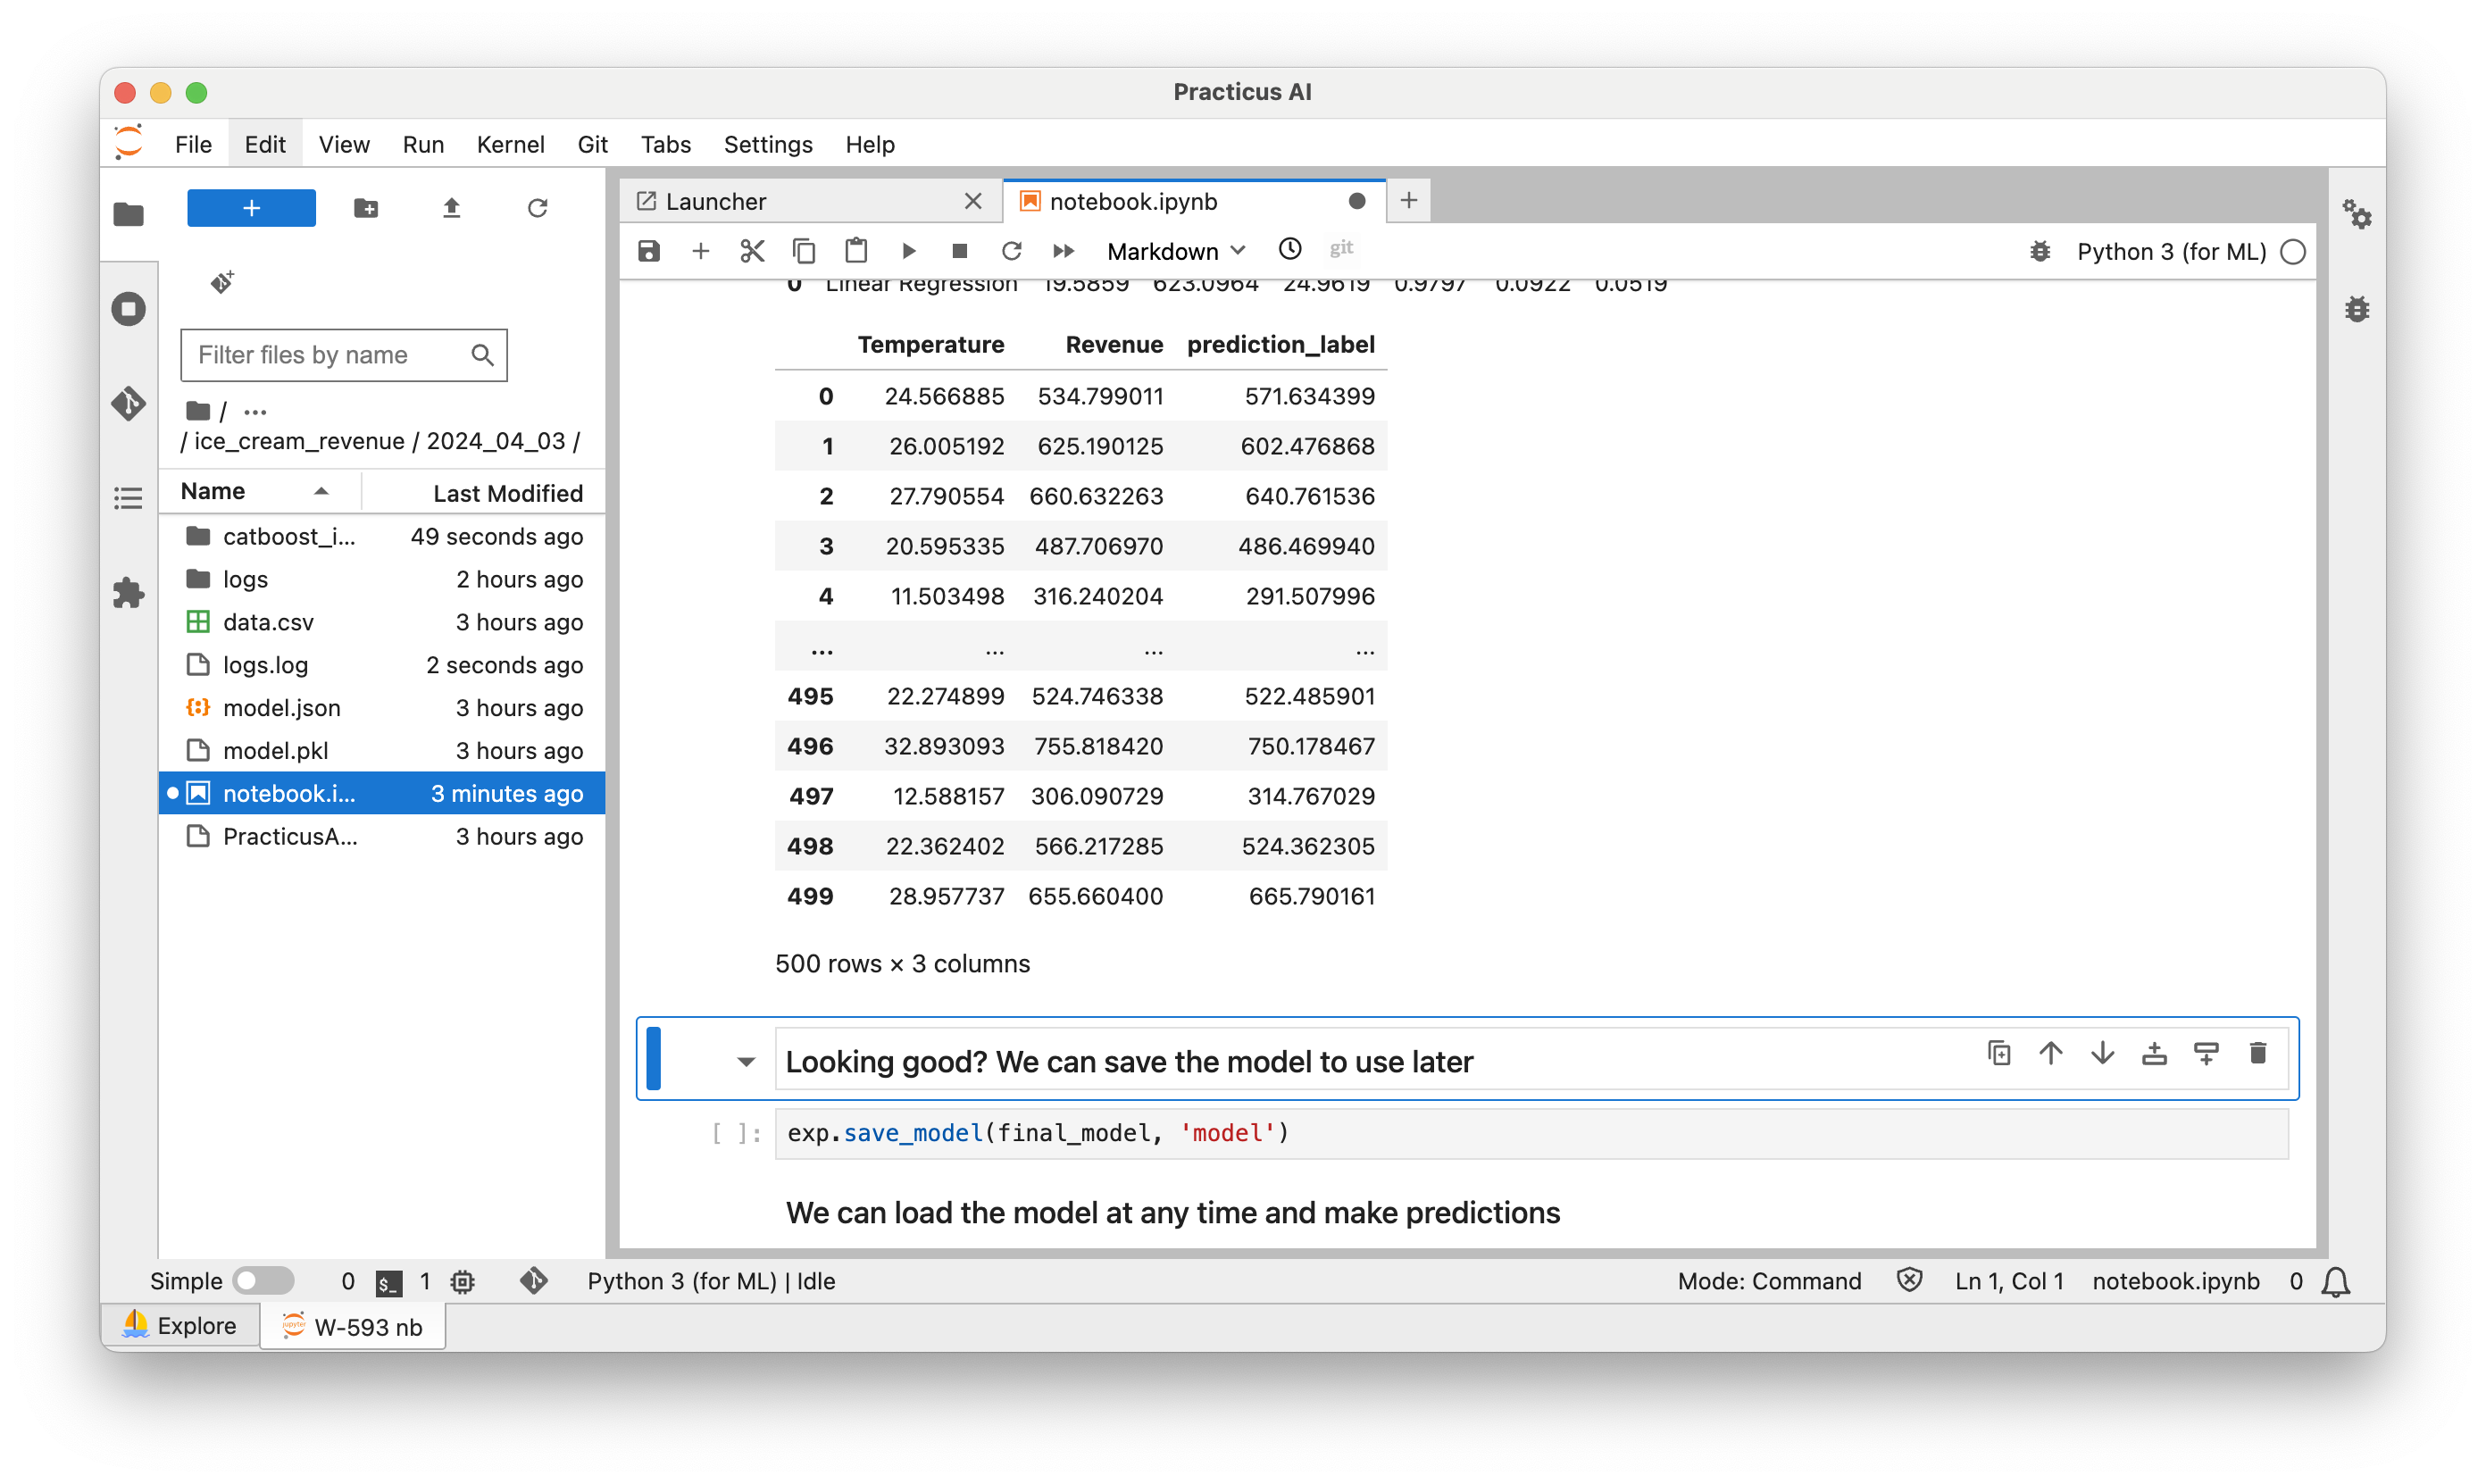 Practicus AI
File Edit View Run Kernel Git Tabs Settings Help
Filter files by name
/ ...
/ ice_cream_revenue / 2024_04_03 /
Name Last Modified
catboost_i... 49 seconds ago
logs 2 hours ago
data.csv 3 hours ago
logs.log 2 seconds ago
model.json 3 hours ago
model.pkl 3 hours ago
notebook.i... 3 minutes ago
PracticusA... 3 hours ago
Launcher notebook.ipynb
Markdown git Python 3 (for ML)
0 Linear Regression 19.5859 623.0964 24.9619 0.9797 0.0922 0.0519
Temperature Revenue prediction_label
0 24.566885 534.799011 571.634399
1 26.005192 625.190125 602.476868
2 27.790554 660.632263 640.761536
3 20.595335 487.706970 486.469940
4 11.503498 316.240204 291.507996
... ... ... ...
495 22.274899 524.746338 522.485901
496 32.893093 755.818420 750.178467
497 12.588157 306.090729 314.767029
498 22.362402 566.217285 524.362305
499 28.957737 655.660400 665.790161
500 rows × 3 columns
Looking good? We can save the model to use later
[ ]: exp.save_model(final_model, 'model')
We can load the model at any time and make predictions
Simple 0 $_ 1 Python 3 (for ML) | Idle Mode: Command Ln 1, Col 1 notebook.ipynb 0
Explore jupyter W-593 nb